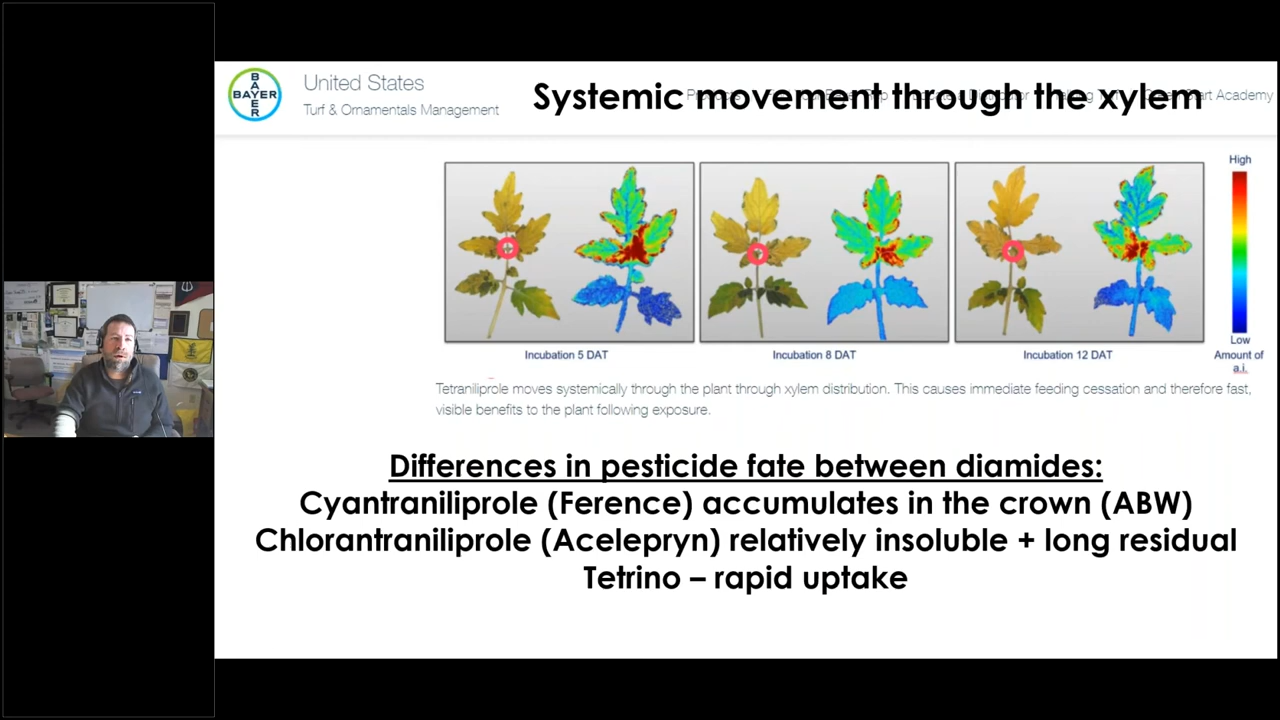 BAYER
BAYER
United States
Turf & Ornamentals Management
Systemic movement through the xylem
Start Academy
High
Low
Amount of
a.i.
Incubation 5 DAT
Incubation 8 DAT
Incubation 12 DAT
Tetraniliprole moves systemically through the plant through xylem distribution. This causes immediate feeding cessation and therefore fast,
visible benefits to the plant following exposure.
Differences in pesticide fate between diamides:
Cyantraniliprole (Ference) accumulates in the crown (ABW)
Chlorantraniliprole (Acelepryn) relatively insoluble + long residual
Tetrino – rapid uptake